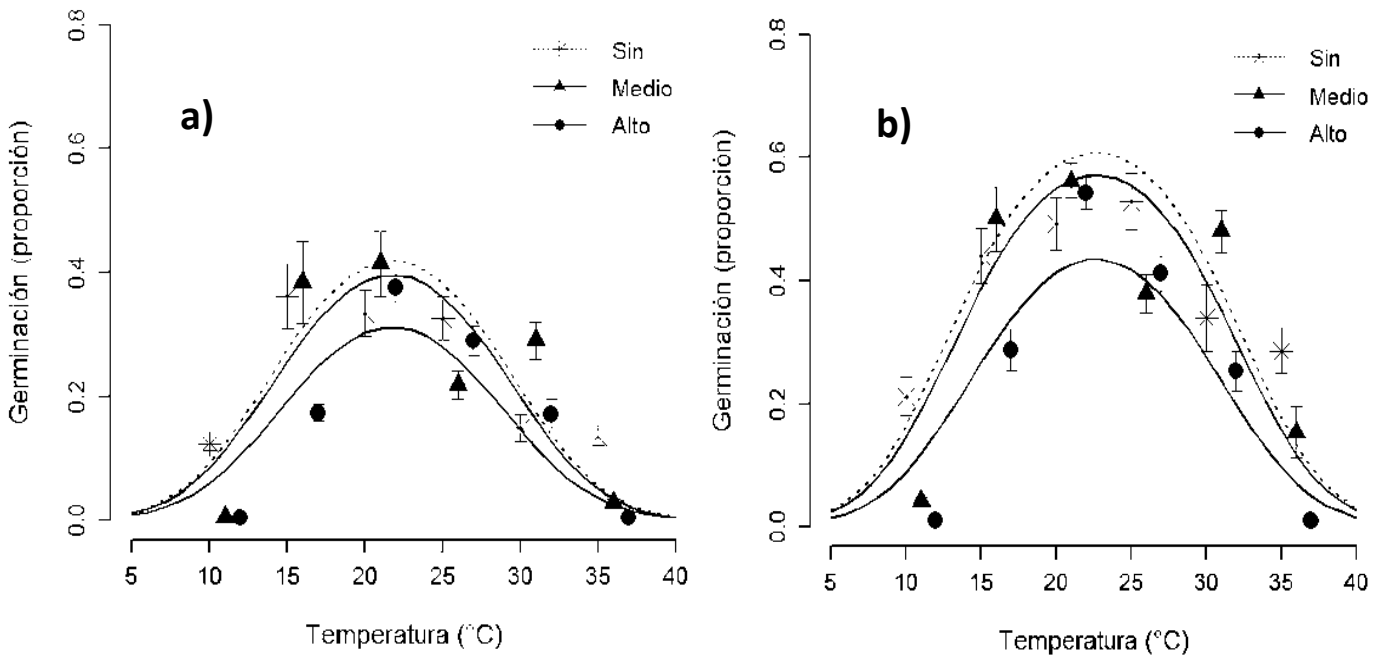 a)
Germinación (proporción)
0.0 0.2 0.4 0.6 0.8
Sin
Medio
Alto
5 10 15 20 25 30 35 40
Temperatura (°C)
b)
Germinación (proporción)
0.0 0.2 0.4 0.6 0.8
Sin
Medio
Alto
5 10 15 20 25 30 35 40
Temperatura (°C)